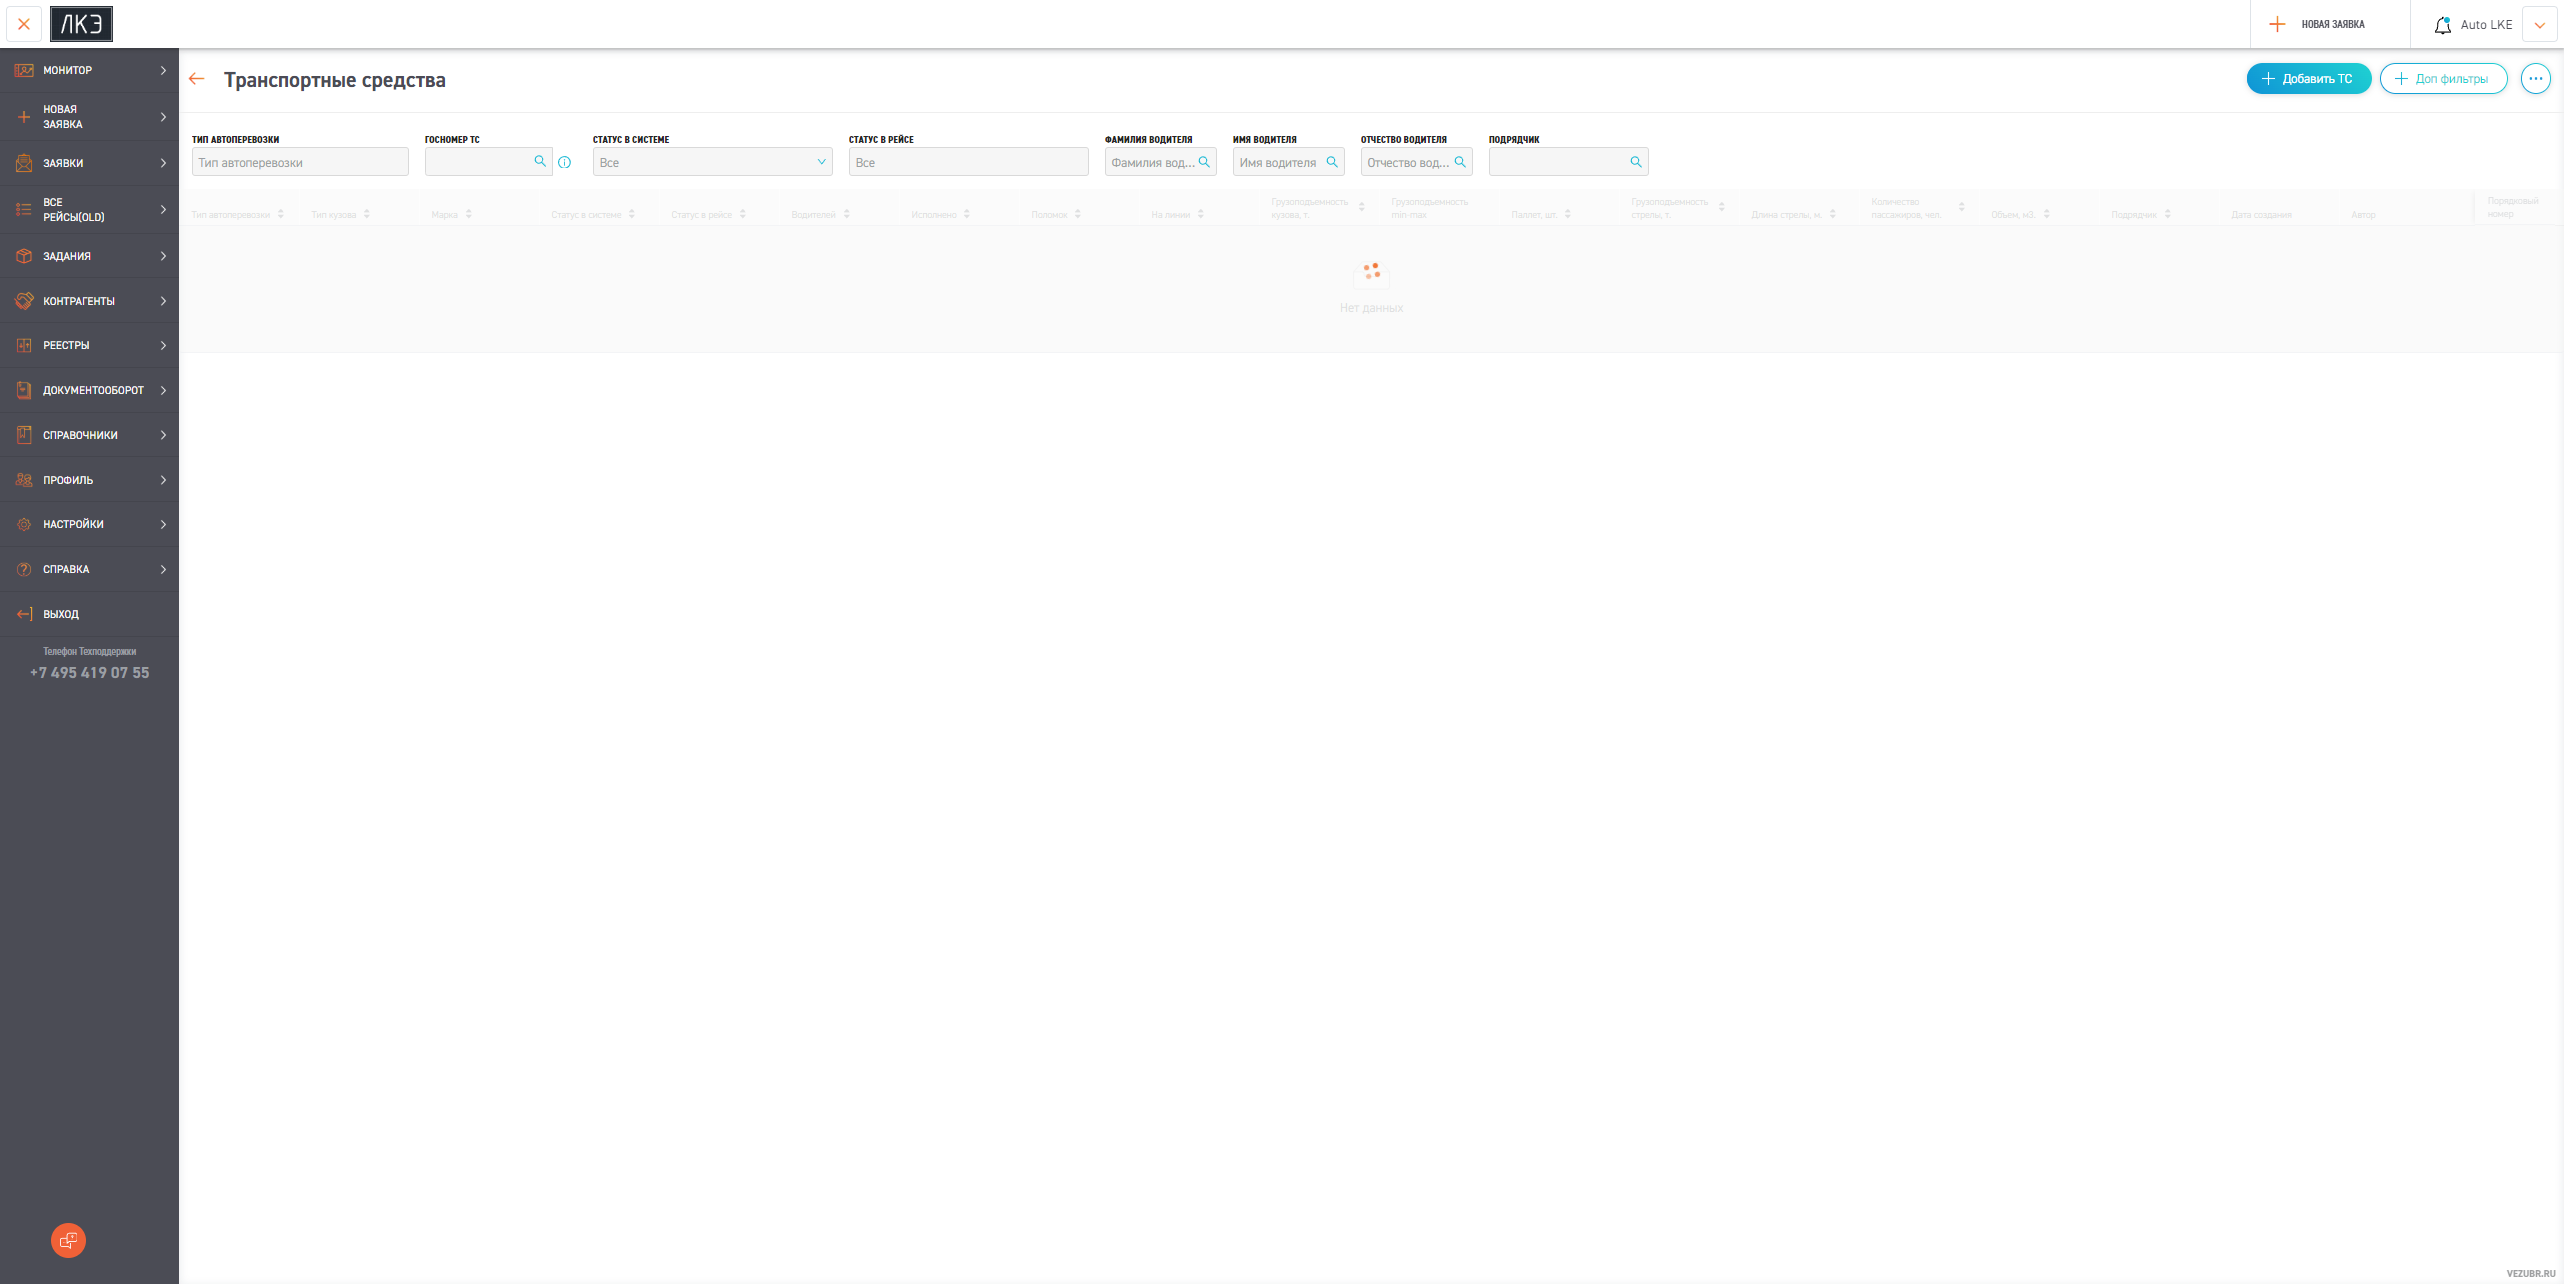 ЛКЭ
НОВАЯ ЗАЯВКА
Auto LKE
МОНИТОР
НОВАЯ
ЗАЯВКА
ЗАЯВКИ
ВСЕ
РЕЙСЫ(OLD)
ЗАДАНИЯ
КОНТРАГЕНТЫ
РЕЕСТРЫ
ДОКУМЕНТООБОРОТ
СПРАВОЧНИКИ
ПРОФИЛЬ
НАСТРОЙКИ
СПРАВКА
ВЫХОД
Телефон Техподдержки
+7 495 419 07 55
Транспортные средства
Добавить ТС
Доп фильтры
ТИП АВТОПЕРЕВОЗКИ
Тип автоперевозки
ГОСНОМЕР ТС
СТАТУС В СИСТЕМЕ
Все
СТАТУС В РЕЙСЕ
Все
ФАМИЛИЯ ВОДИТЕЛЯ
Фамилия вод...
ИМЯ ВОДИТЕЛЯ
Имя водителя
ОТЧЕСТВО ВОДИТЕЛЯ
Отчество вод...
ПОДРЯДЧИК
Тип автоперевозки
Тип кузова
Марка
Статус в системе
Статус в рейсе
Водителей
Исполнено
Поломок
На линии
Грузоподъемность
кузова, т.
Грузоподъемность
min-max
Паллет, шт.
Грузоподъемность
стрелы, т.
Длина стрелы, м.
Количество
пассажиров, чел.
Объем, м3.
Подрядчик
Дата создания
Автор
Порядковый
номер
Нет данных
VEZUBR.RU